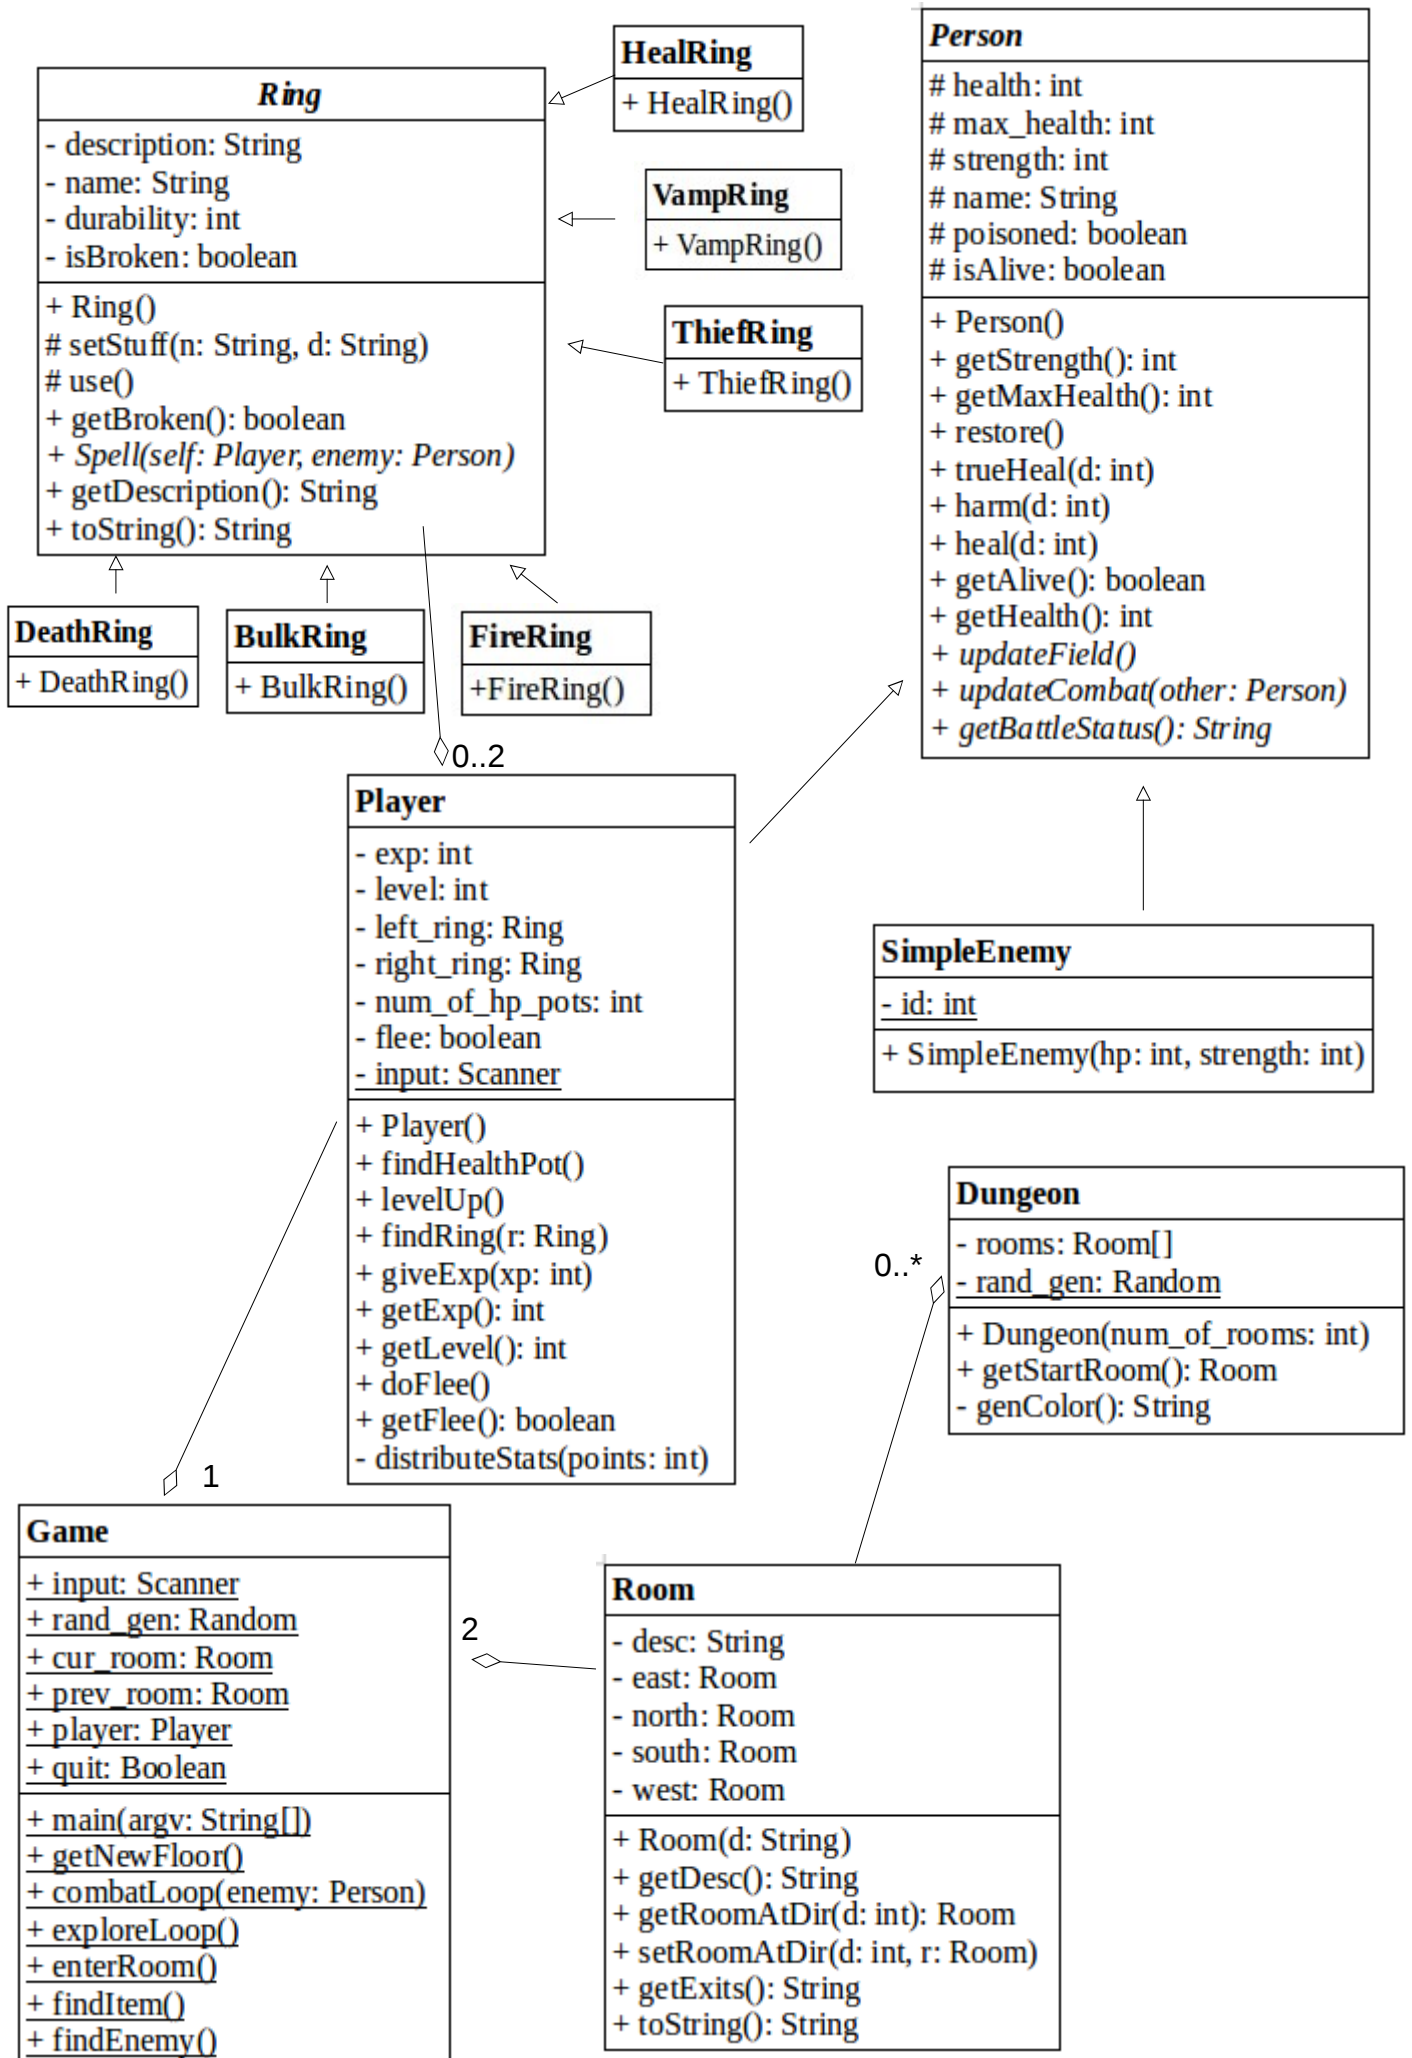 Ring
- description: String
- name: String
- durability: int
- isBroken: boolean
+ Ring()
# setStuff(n: String, d: String)
# use()
+ getBroken(): boolean
+ Spell(self: Player, enemy: Person)
+ getDescription(): String
+ toString(): String
HealRing
+ HealRing()
VampRing
+ VampRing()
ThiefRing
+ ThiefRing()
Person
# health: int
# max_health: int
# strength: int
# name: String
# poisoned: boolean
# isAlive: boolean
+ Person()
+ getStrength(): int
+ getMaxHealth(): int
+ restore()
+ trueHeal(d: int)
+ harm(d: int)
+ heal(d: int)
+ getAlive(): boolean
+ getHealth(): int
+ updateField()
+ updateCombat(other: Person)
+ getBattleStatus(): String
DeathRing
+ DeathRing()
BulkRing
+ BulkRing()
FireRing
+FireRing()
0..2
Player
- exp: int
- level: int
- left_ring: Ring
- right_ring: Ring
- num_of_hp_pots: int
- flee: boolean
- input: Scanner
+ Player()
+ findHealthPot()
+ levelUp()
+ findRing(r: Ring)
+ giveExp(xp: int)
+ getExp(): int
+ getLevel(): int
+ doFlee()
+ getFlee(): boolean
- distributeStats(points: int)
SimpleEnemy
- id: int
+ SimpleEnemy(hp: int, strength: int)
Dungeon
- rooms: Room[]
- rand_gen: Random
+ Dungeon(num_of_rooms: int)
+ getStartRoom(): Room
- genColor(): String
0..*
1
Game
+ input: Scanner
+ rand_gen: Random
+ cur_room: Room
+ prev_room: Room
+ player: Player
+ quit: Boolean
+ main(argv: String[])
+ getNewFloor()
+ combatLoop(enemy: Person)
+ exploreLoop()
+ enterRoom()
+ findItem()
+ findEnemy()
2
Room
- desc: String
- east: Room
- north: Room
- south: Room
- west: Room
+ Room(d: String)
+ getDesc(): String
+ getRoomAtDir(d: int): Room
+ setRoomAtDir(d: int, r: Room)
+ getExits(): String
+ toString(): String